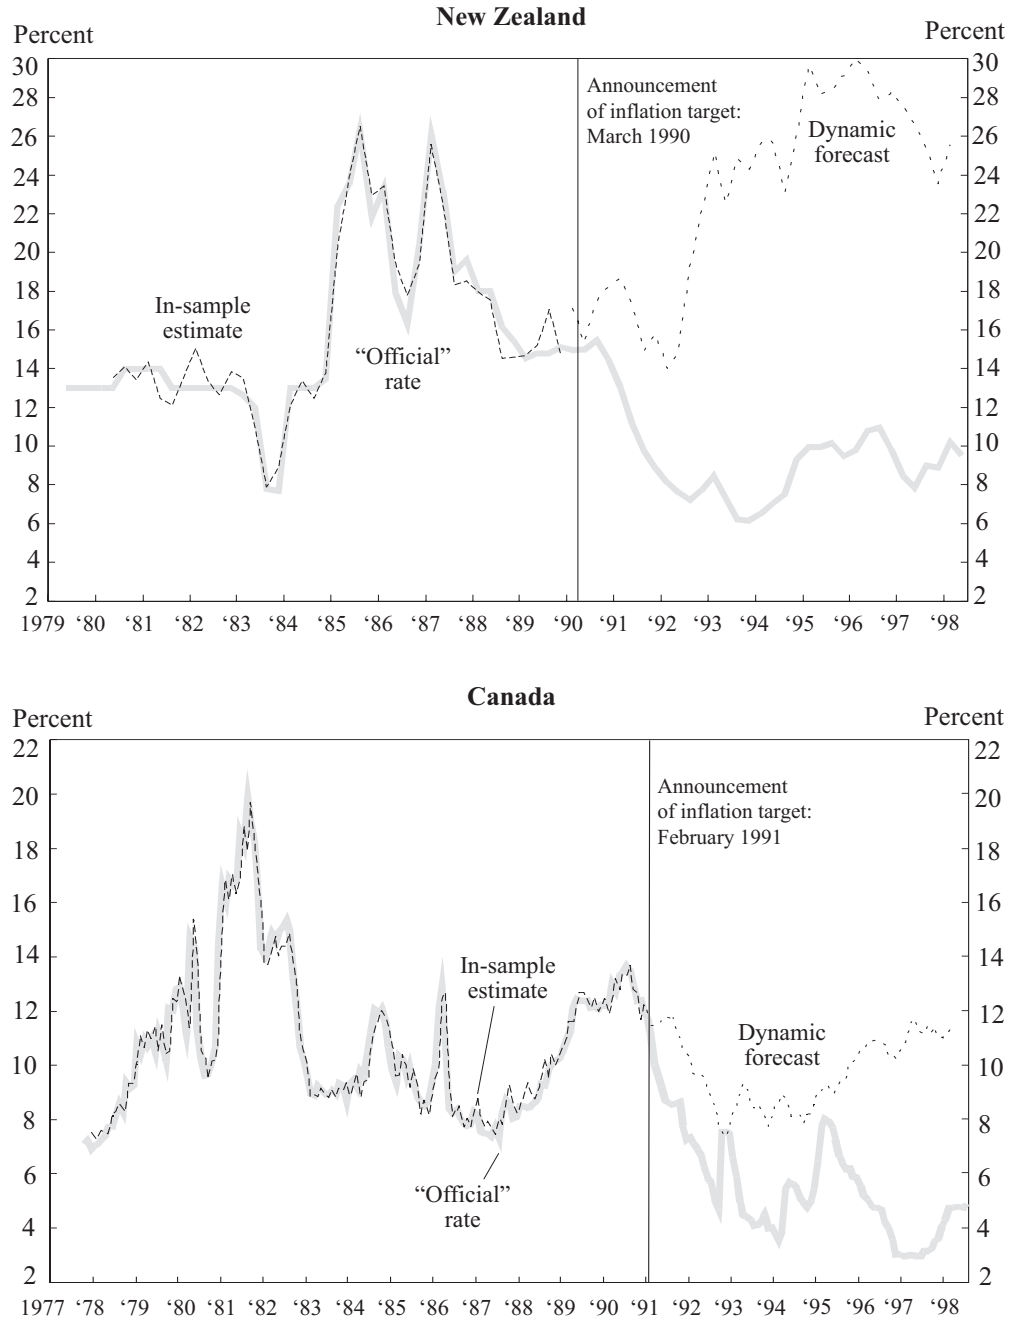 New Zealand
Percent
Percent
30
28
26
24
22
20
18
16
14
12
10
8
6
4
2
30
28
26
24
22
20
18
16
14
12
10
8
6
4
2
Announcement
of inflation target:
March 1990
Dynamic
forecast
In-sample
estimate
“Official”
rate
1979 ‘80 ‘81 ‘82 ‘83 ‘84 ‘85 ‘86 ‘87 ‘88 ‘89 ‘90 ‘91 ‘92 ‘93 ‘94 ‘95 ‘96 ‘97 ‘98
Canada
Percent
Percent
22
20
18
16
14
12
10
8
6
4
2
22
20
18
16
14
12
10
8
6
4
2
Announcement
of inflation target:
February 1991
In-sample
estimate
Dynamic
forecast
“Official”
rate
1977 ‘78 ‘79 ‘80 ‘81 ‘82 ‘83 ‘84 ‘85 ‘86 ‘87 ‘88 ‘89 ‘90 ‘91 ‘92 ‘93 ‘94 ‘95 ‘96 ‘97 ‘98